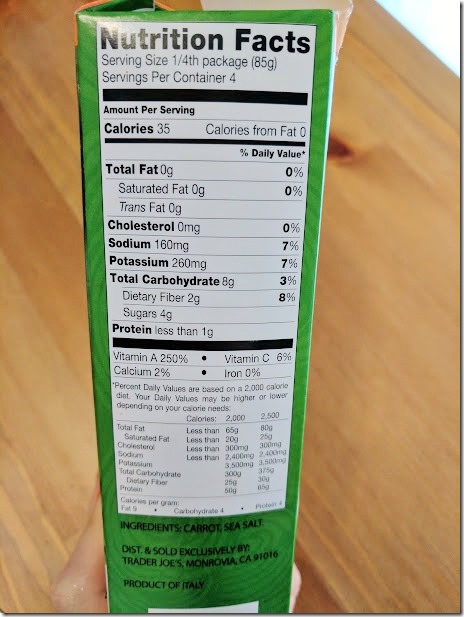 Nutrition Facts
Serving Size 1/4th package (85g)
Servings Per Container 4
Amount Per Serving
Calories 35 Calories from Fat 0
% Daily Value*
Total Fat 0g 0%
Saturated Fat 0g 0%
Trans Fat 0g
Cholesterol 0mg 0%
Sodium 160mg 7%
Potassium 260mg 7%
Total Carbohydrate 8g 3%
Dietary Fiber 2g 8%
Sugars 4g
Protein less than 1g
Vitamin A 250% • Vitamin C 6%
Calcium 2% • Iron 0%
*Percent Daily Values are based on a 2,000 calorie
diet. Your Daily Values may be higher or lower
depending on your calorie needs:
Calories: 2,000 2,500
Total Fat Less than 65g 80g
Saturated Fat Less than 20g 25g
Cholesterol Less than 300mg 300mg
Sodium Less than 2,400mg 2,400mg
Potassium 3,500mg 3,500mg
Total Carbohydrate 300g 375g
Dietary Fiber 25g 30g
Protein 50g 65g
Calories per gram:
Fat 9 • Carbohydrate 4 • Protein 4
INGREDIENTS: CARROT, SEA SALT.
DIST. & SOLD EXCLUSIVELY BY:
TRADER JOE'S, MONROVIA, CA 91016
PRODUCT OF ITALY